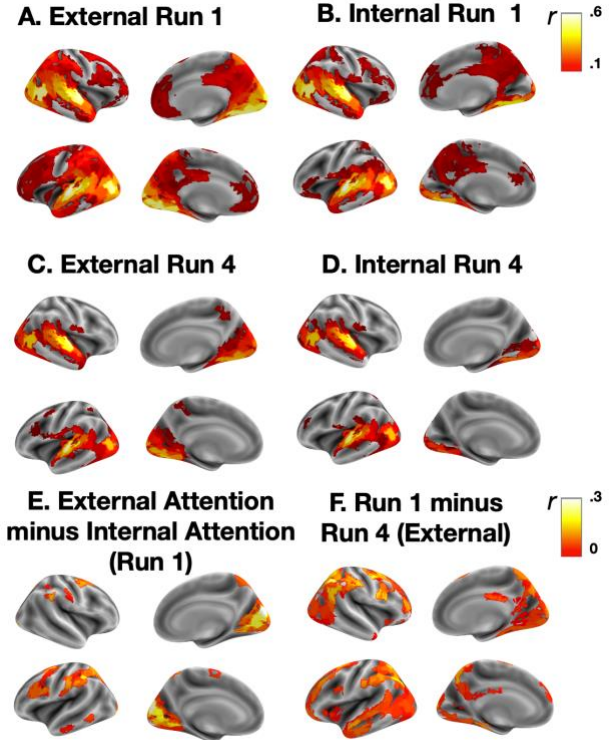 A. External Run 1
B. Internal Run 1
r
.6
.1
C. External Run 4
D. Internal Run 4
E. External Attention
minus Internal Attention
(Run 1)
F. Run 1 minus
Run 4 (External)
r
.3
0